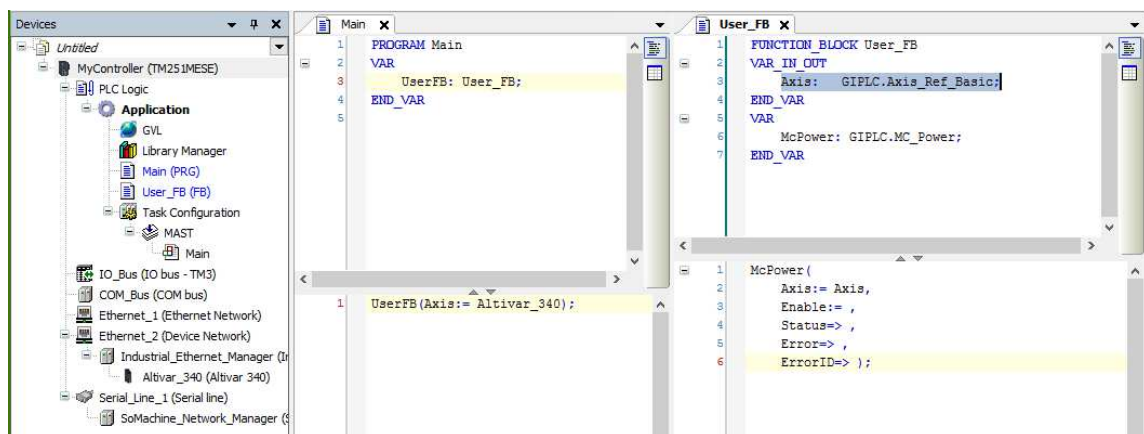 Devices
Untitled
MyController (TM251MESE)
PLC Logic
Application
GVL
Library Manager
Main (PRG)
User_FB (FB)
Task Configuration
MAST
Main
IO_Bus (IO bus - TM3)
COM_Bus (COM bus)
Ethernet_1 (Ethernet Network)
Ethernet_2 (Device Network)
Industrial_Ethernet_Manager (Ir
Altivar_340 (Altivar 340)
Serial_Line_1 (Serial line)
SoMachine_Network_Manager (S
Main
1 PROGRAM Main
2 VAR
3 UserFB: User_FB;
4 END_VAR
5
1 UserFB(Axis:= Altivar_340);
User_FB
1 FUNCTION_BLOCK User_FB
2 VAR_IN_OUT
3 Axis: GIPLC.Axis_Ref_Basic;
4 END_VAR
5 VAR
6 McPower: GIPLC.MC_Power;
7 END_VAR
1 McPower(
2 Axis:= Axis,
3 Enable:= ,
4 Status=> ,
5 Error=> ,
6 ErrorID=> );